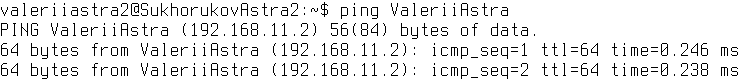 valeriiastra2@SukhorukovAstra2:~$ ping ValeriiAstra
PING ValeriiAstra (192.168.11.2) 56(84) bytes of data.
64 bytes from ValeriiAstra (192.168.11.2): icmp_seq=1 ttl=64 time=0.246 ms
64 bytes from ValeriiAstra (192.168.11.2): icmp_seq=2 ttl=64 time=0.238 ms